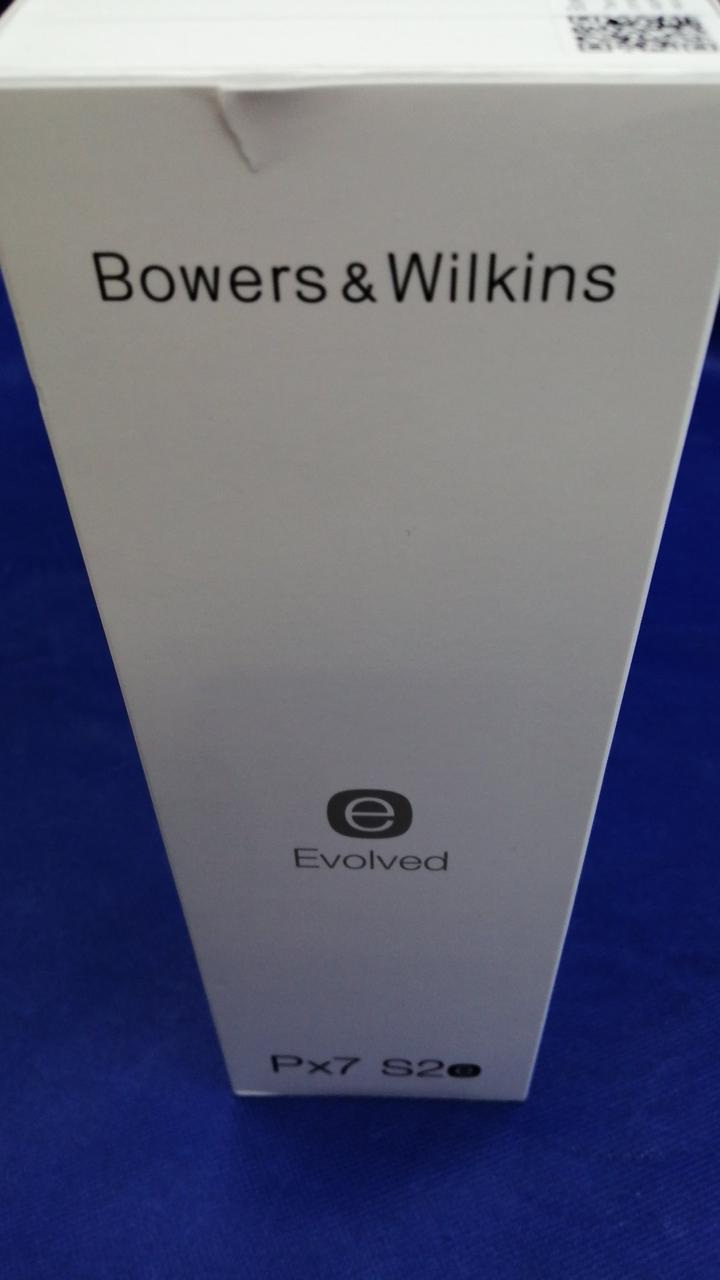 Bowers & Wilkins
e
Evolved
Px7 S2e